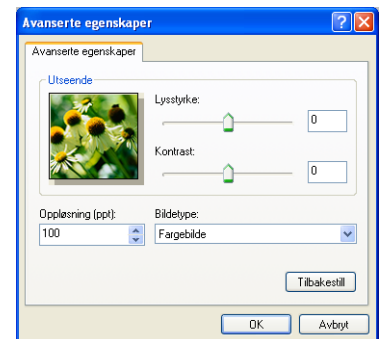 Avanserte egenskaper
Avanserte egenskaper
Utseende
Lysstyrke:
0
Kontrast:
0
Oppløsning (ppt):
Bildetype:
100
Fargebilde
Tilbakestill
OK
Avbryt